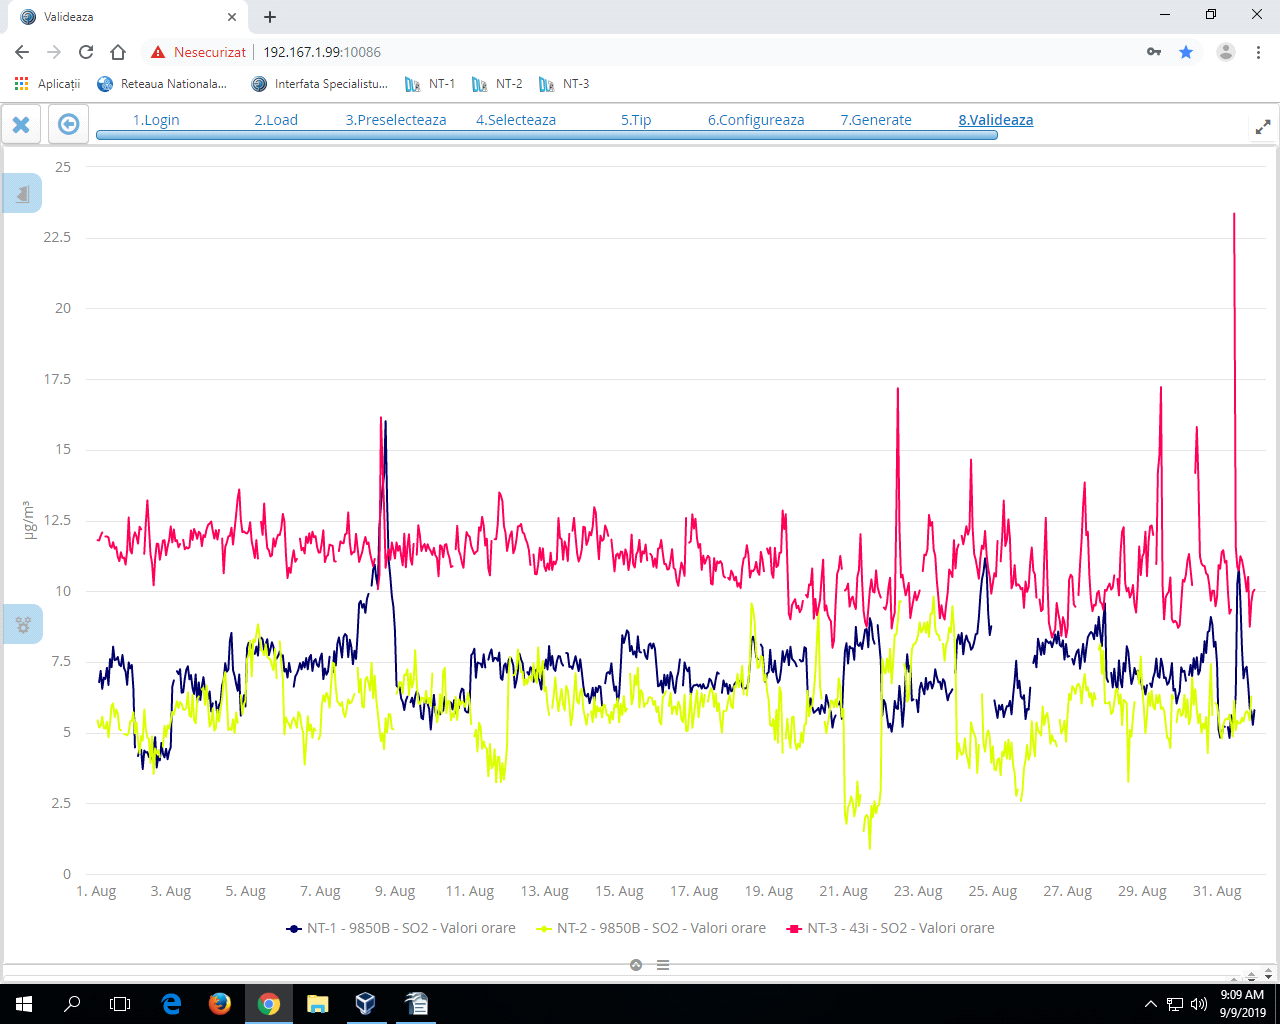 Valideaza
Nesecurizat 192.167.1.99:10086
Aplicații Reteaua Nationala... Interfata Specialistu... NT-1 NT-2 NT-3
1.Login 2.Load 3.Preselecteaza 4.Selecteaza 5.Tip 6.Configureaza 7.Generate 8.Valideaza
25
22.5
20
17.5
15
12.5
10
7.5
5
2.5
0
µg/m³
1. Aug 3. Aug 5. Aug 7. Aug 9. Aug 11. Aug 13. Aug 15. Aug 17. Aug 19. Aug 21. Aug 23. Aug 25. Aug 27. Aug 29. Aug 31. Aug
NT-1 - 9850B - SO2 - Valori orare NT-2 - 9850B - SO2 - Valori orare NT-3 - 43i - SO2 - Valori orare
9:09 AM
9/9/2019